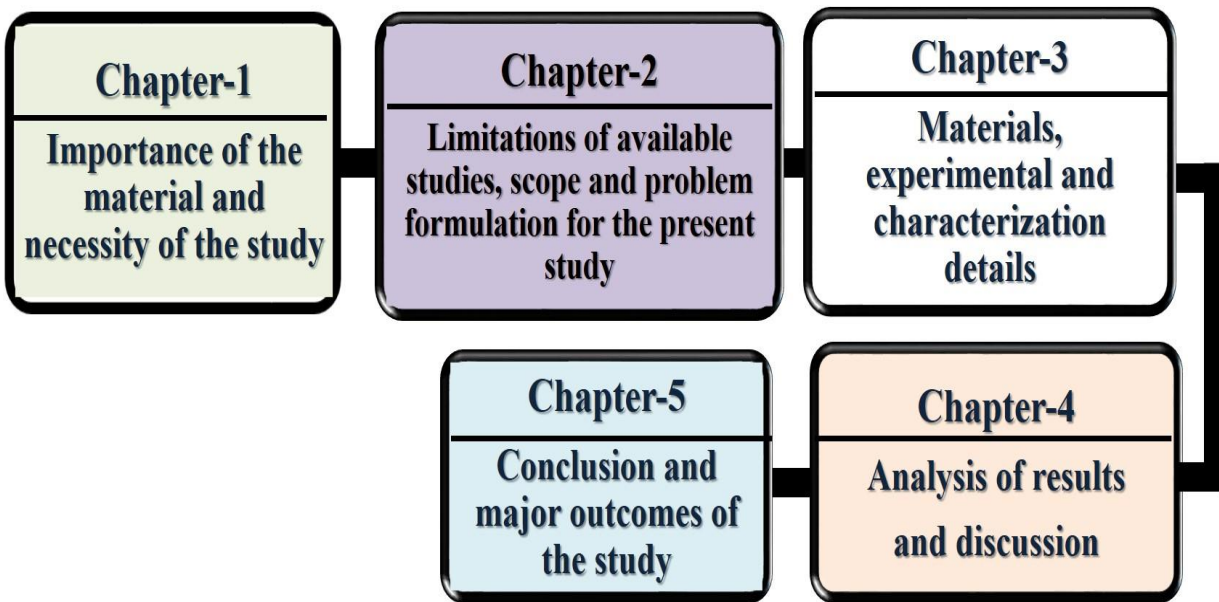 Chapter-1
Importance of the
material and
necessity of the study
Chapter-2
Limitations of available
studies, scope and problem
formulation for the present
study
Chapter-3
Materials,
experimental and
characterization
details
Chapter-4
Analysis of results
and discussion
Chapter-5
Conclusion and
major outcomes of
the study